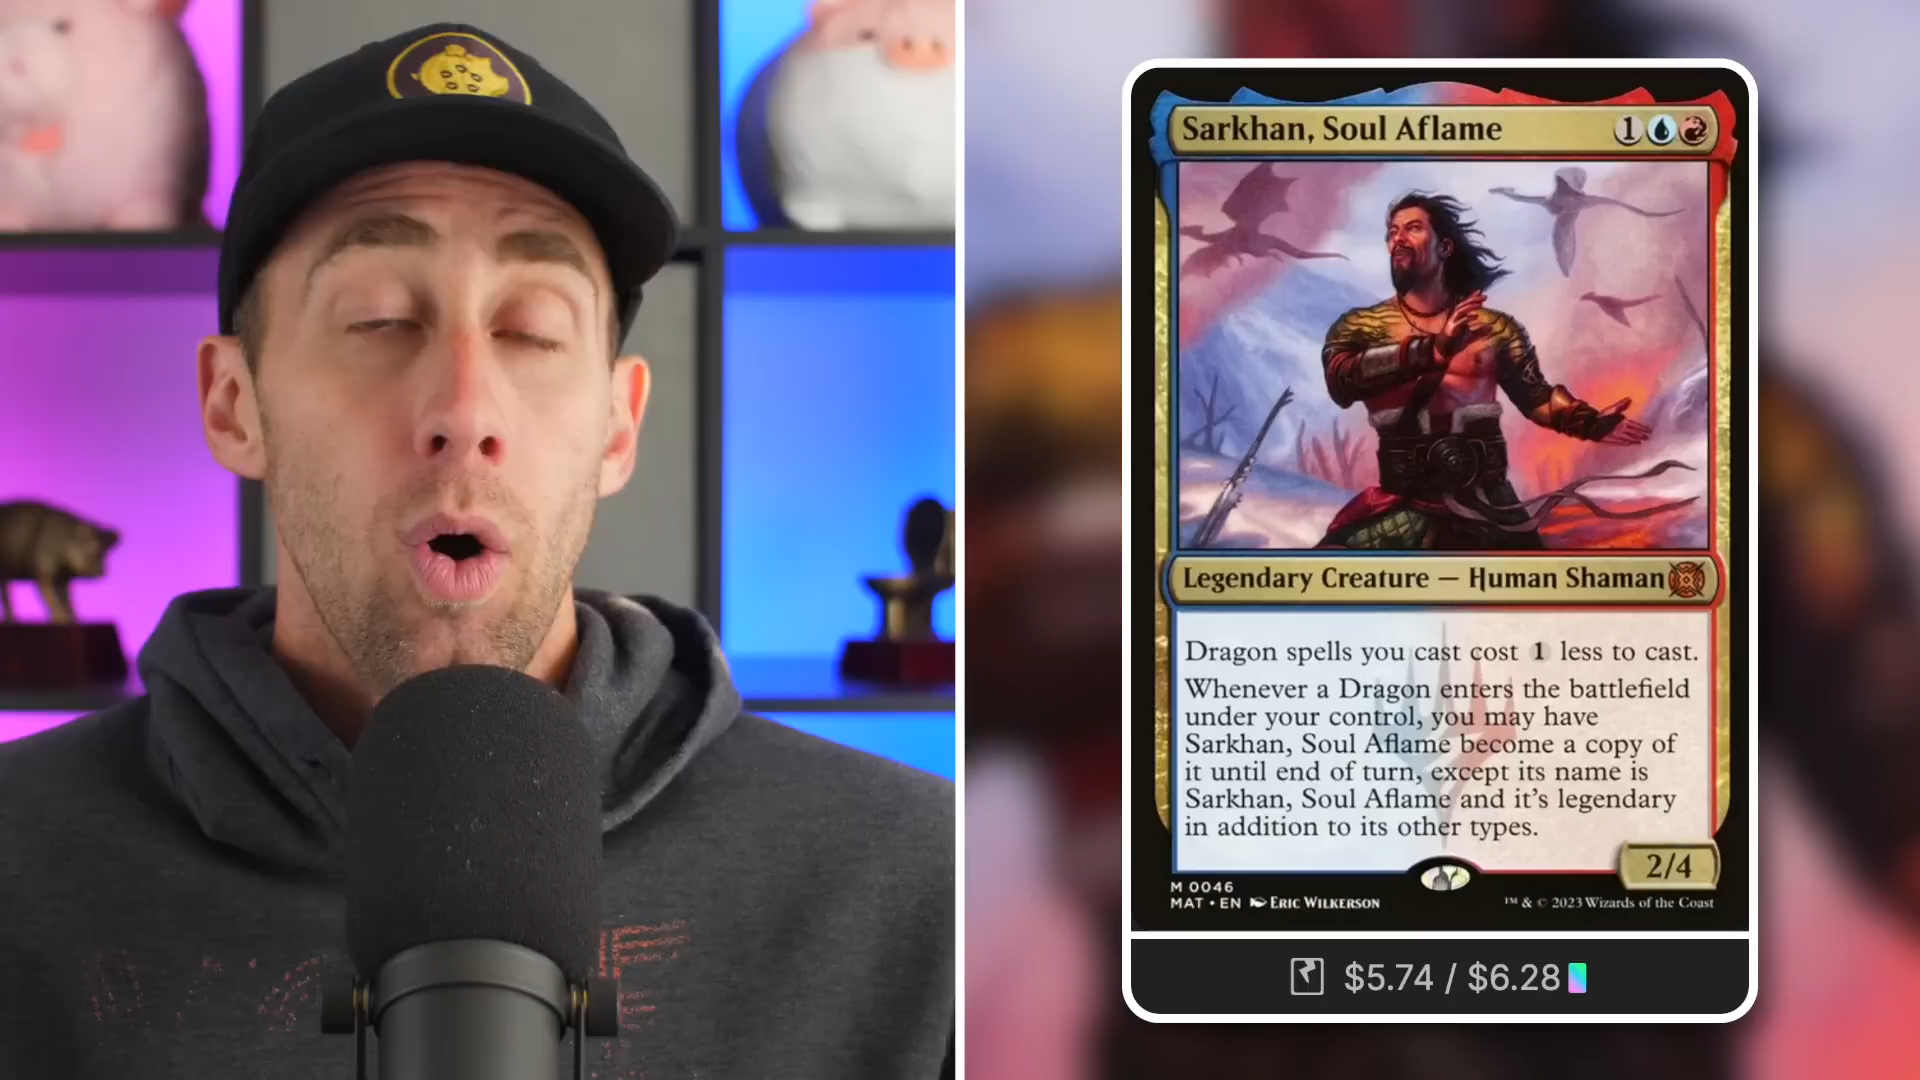 Sarkhan, Soul Aflame
1
Legendary Creature — Human Shaman
Dragon spells you cast cost 1 less to cast.
Whenever a Dragon enters the battlefield
under your control, you may have
Sarkhan, Soul Aflame become a copy of
it until end of turn, except its name is
Sarkhan, Soul Aflame and it's legendary
in addition to its other types.
2/4
M 0046
MAT • EN ERIC WILKERSON
™ & © 2023 Wizards of the Coast
$5.74 / $6.28